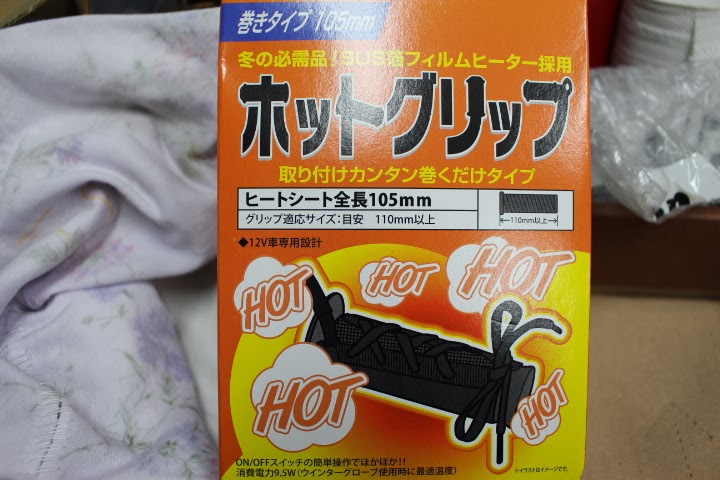 巻きタイプ 105mm
冬の必需品!SUS箔フィルムヒーター採用
ホットグリップ
取り付けカンタン巻くだけタイプ
ヒートシート全長105mm
グリップ適応サイズ:目安 110mm以上
110mm以上
◆12V車専用設計
HOT
HOT
HOT
HOT
HOT
ON/OFFスイッチの簡単操作でほかほか!!
消費電力9.5W(ウインターグローブ使用時に最適温度)
※イラストはイメージです。